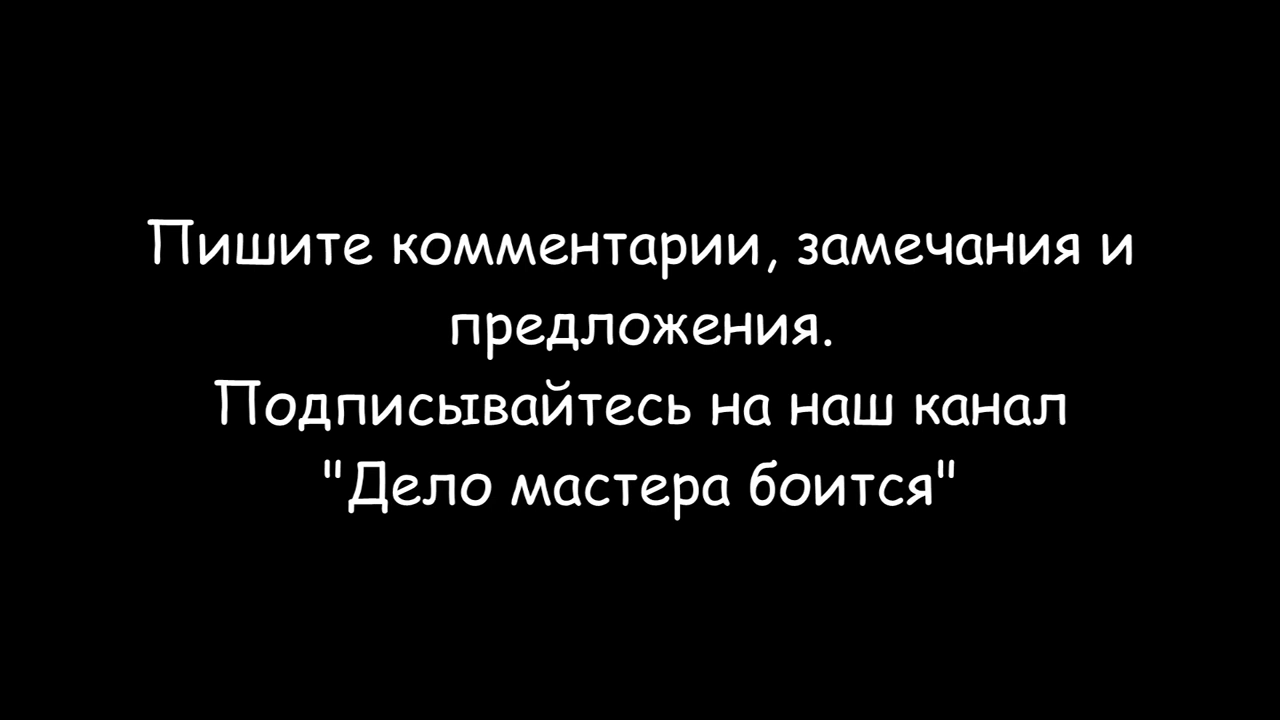 Пишите комментарии, замечания и
предложения.
Подписывайтесь на наш канал
"Дело мастера боится"